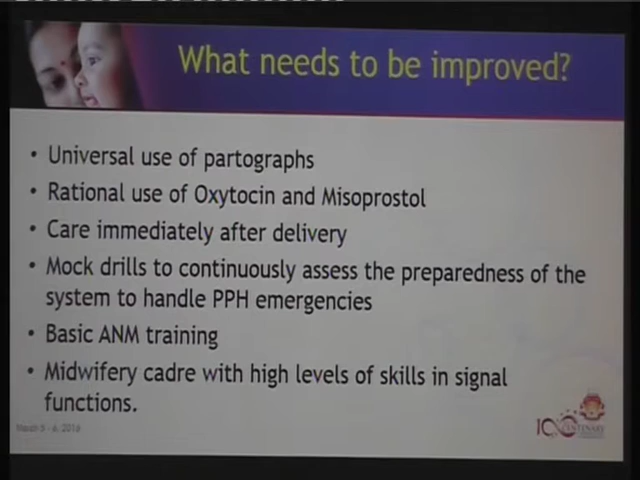 What needs to be improved?
• Universal use of partographs
• Rational use of Oxytocin and Misoprostol
• Care immediately after delivery
• Mock drills to continuously assess the preparedness of the
system to handle PPH emergencies
• Basic ANM training
• Midwifery cadre with high levels of skills in signal
functions.
March 5 - 6, 2016
100
CENTENARY